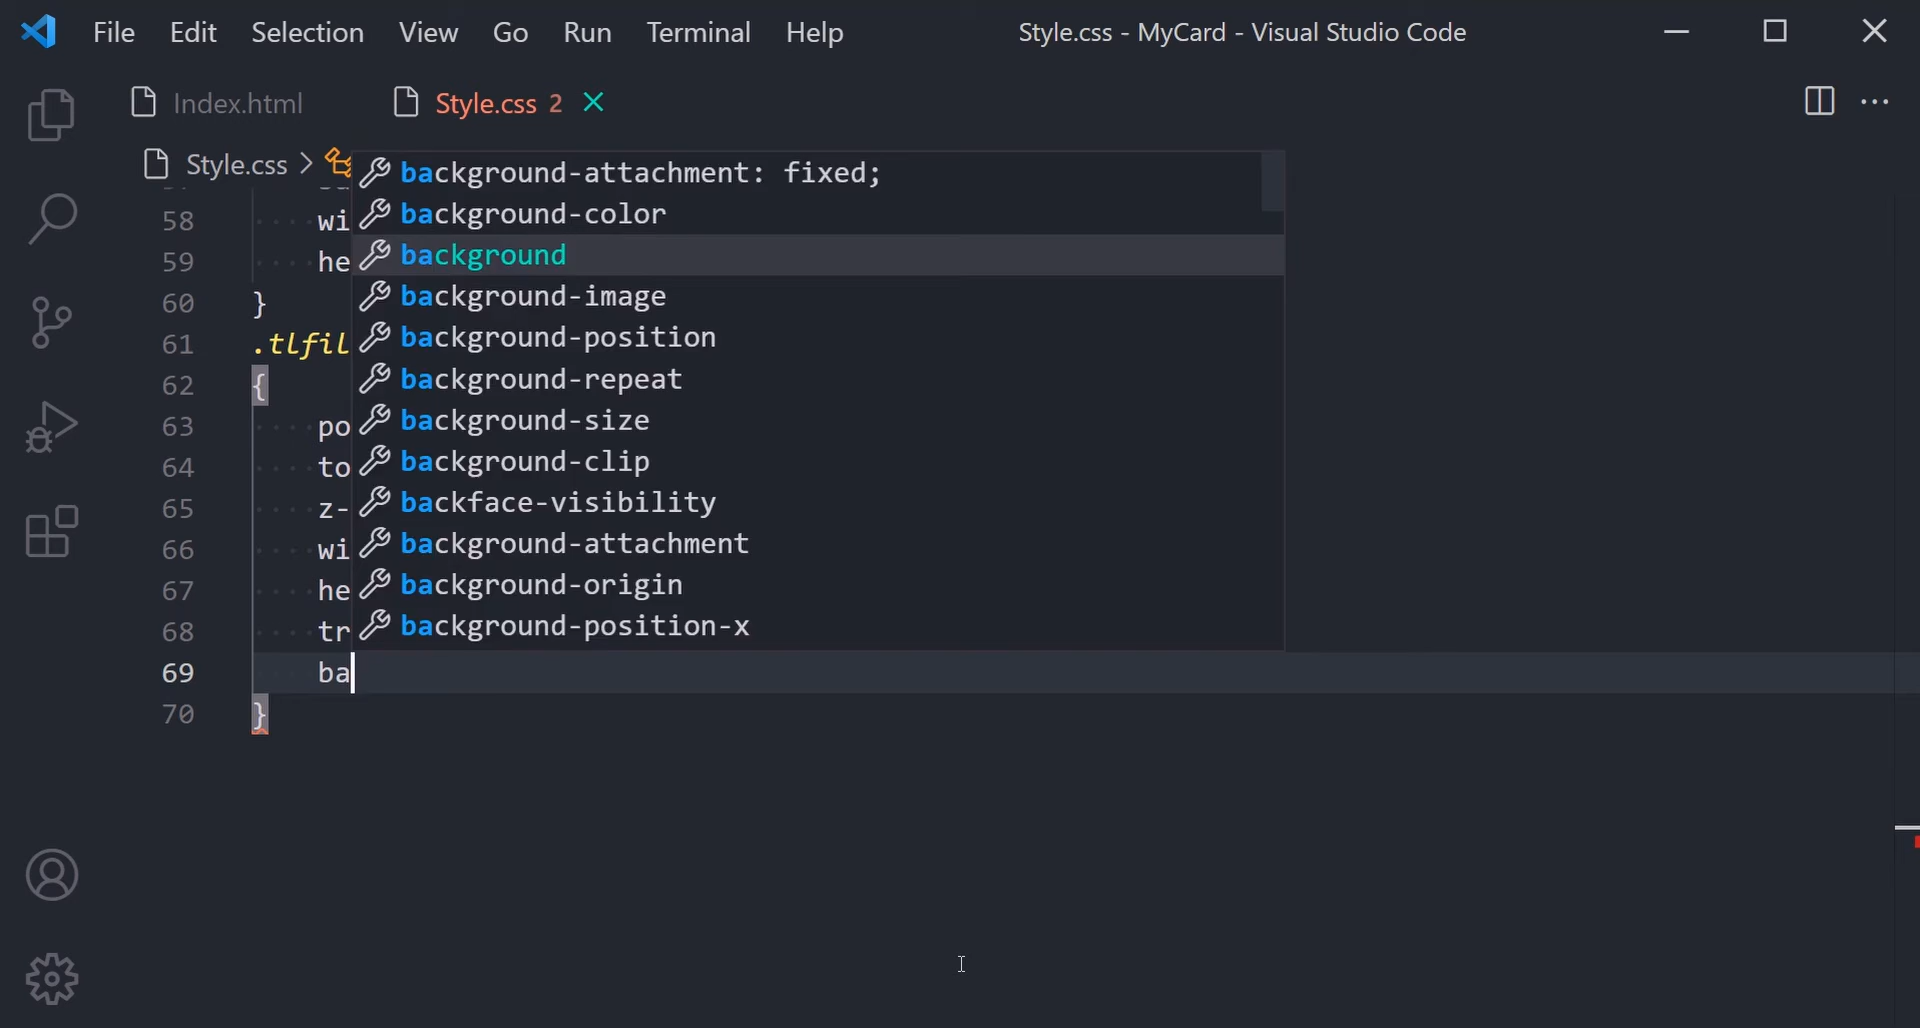 File Edit Selection View Go Run Terminal Help Style.css - MyCard - Visual Studio Code
Index.html Style.css 2
Style.css >
58 wi
59 he
60 }
61 .tlfil
62 {
63 po
64 to
65 z-
66 wi
67 he
68 tr
69 ba
70 }
background-attachment: fixed;
background-color
background
background-image
background-position
background-repeat
background-size
background-clip
backface-visibility
background-attachment
background-origin
background-position-x